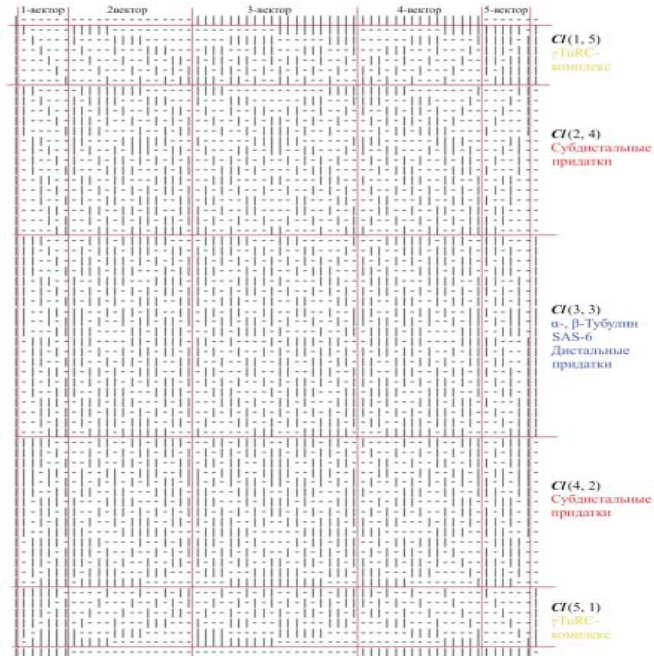 1-вектор 2вектор 3-вектор 4-вектор 5-вектор
Cl(1, 5)
γTuRC-
комплекс
Cl(2, 4)
Субдистальные
придатки
Cl(3, 3)
α-, β-Тубулин
SAS-6
Дистальные
придатки
Cl(4, 2)
Субдистальные
придатки
Cl(5, 1)
γTuRC-
комплекс